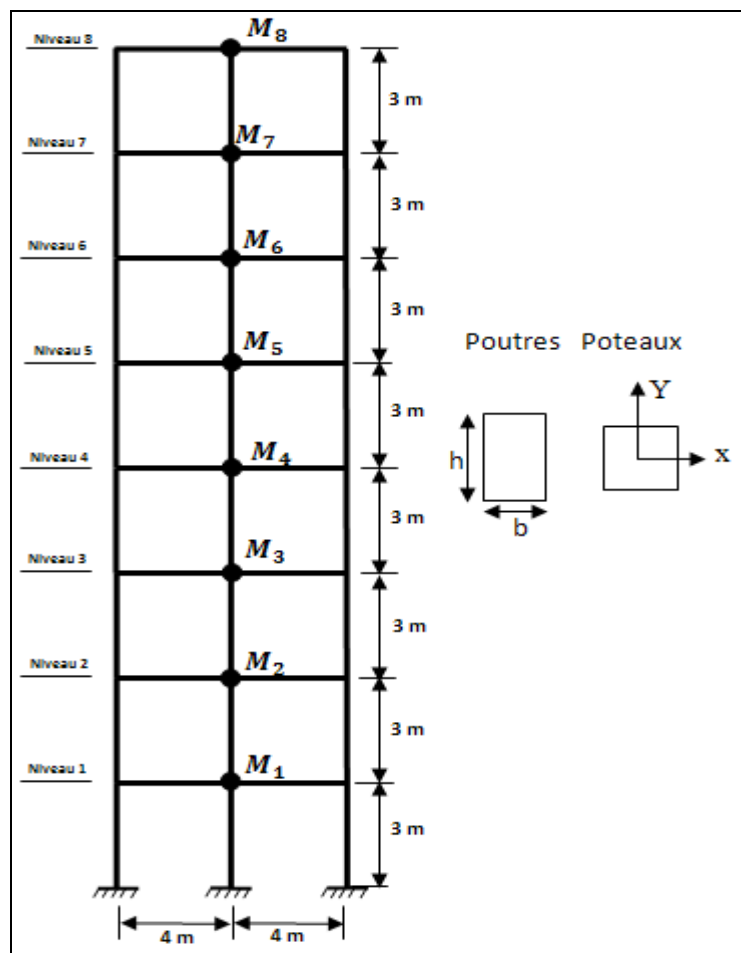 Niveau 8
M8
3 m
Niveau 7
M7
3 m
Niveau 6
M6
3 m
Niveau 5
M5
3 m
Niveau 4
M4
3 m
Niveau 3
M3
3 m
Niveau 2
M2
3 m
Niveau 1
M1
3 m
4 m
4 m
Poutres
Poteaux
h
b
Y
x